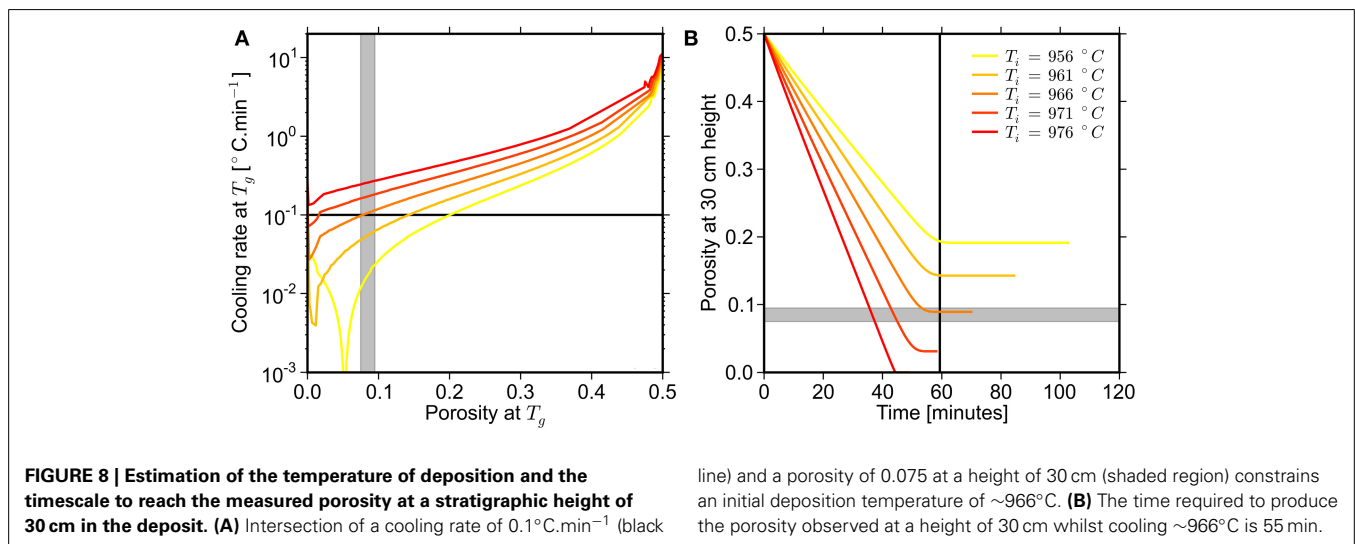 A
10^1
10^0
10^-1
10^-2
10^-3
Cooling rate at T_g [° C.min^-1]
0.0 0.1 0.2 0.3 0.4 0.5
Porosity at T_g
B
0.5
0.4
0.3
0.2
0.1
0.0
Porosity at 30 cm height
T_i = 956 °C
T_i = 961 °C
T_i = 966 °C
T_i = 971 °C
T_i = 976 °C
0 20 40 60 80 100 120
Time [minutes]
FIGURE 8 | Estimation of the temperature of deposition and the
timescale to reach the measured porosity at a stratigraphic height of
30 cm in the deposit. (A) Intersection of a cooling rate of 0.1°C.min⁻¹ (black
line) and a porosity of 0.075 at a height of 30 cm (shaded region) constrains
an initial deposition temperature of ~966°C. (B) The time required to produce
the porosity observed at a height of 30 cm whilst cooling ~966°C is 55 min.